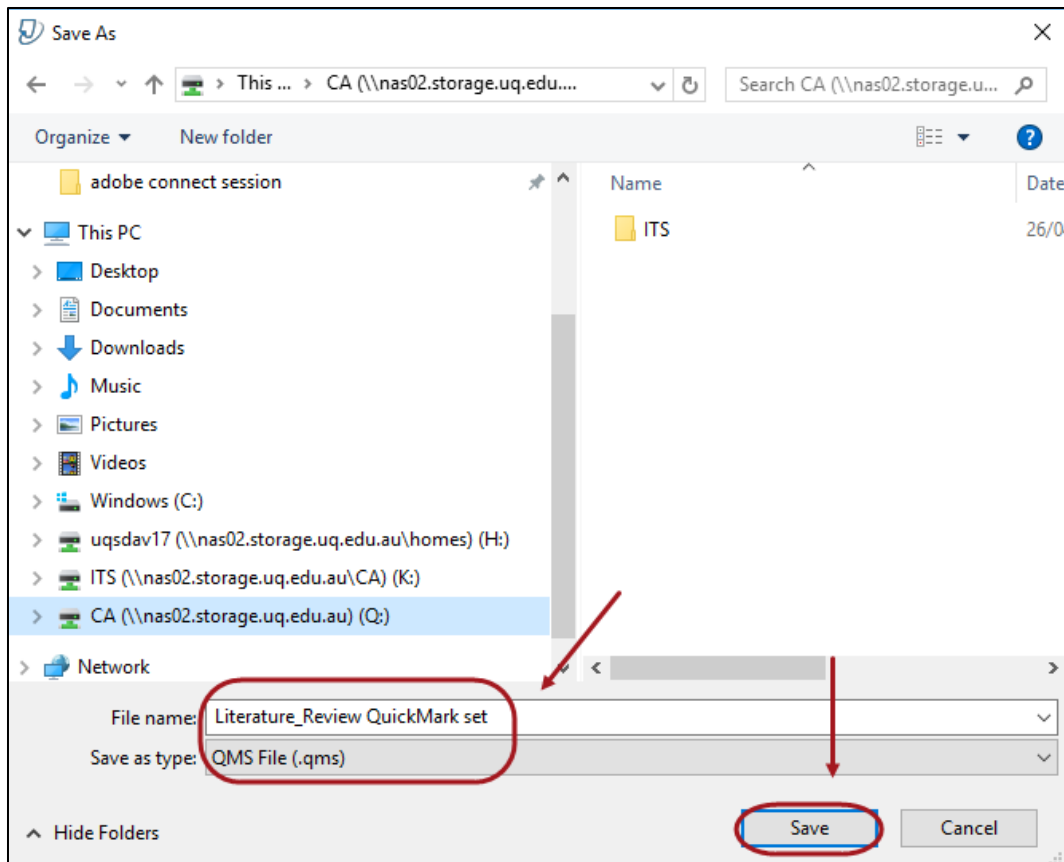 Save As
This ... > CA (\\nas02.storage.uq.edu....
Search CA (\\nas02.storage.u...
Organize
New folder
?
adobe connect session
This PC
Desktop
Documents
Downloads
Music
Pictures
Videos
Windows (C:)
uqsdav17 (\\nas02.storage.uq.edu.au\homes) (H:)
ITS (\\nas02.storage.uq.edu.au\CA) (K:)
CA (\\nas02.storage.uq.edu.au) (Q:)
Network
Name
Date
ITS
26/0
File name: Literature_Review QuickMark set
Save as type: QMS File (.qms)
Hide Folders
Save
Cancel